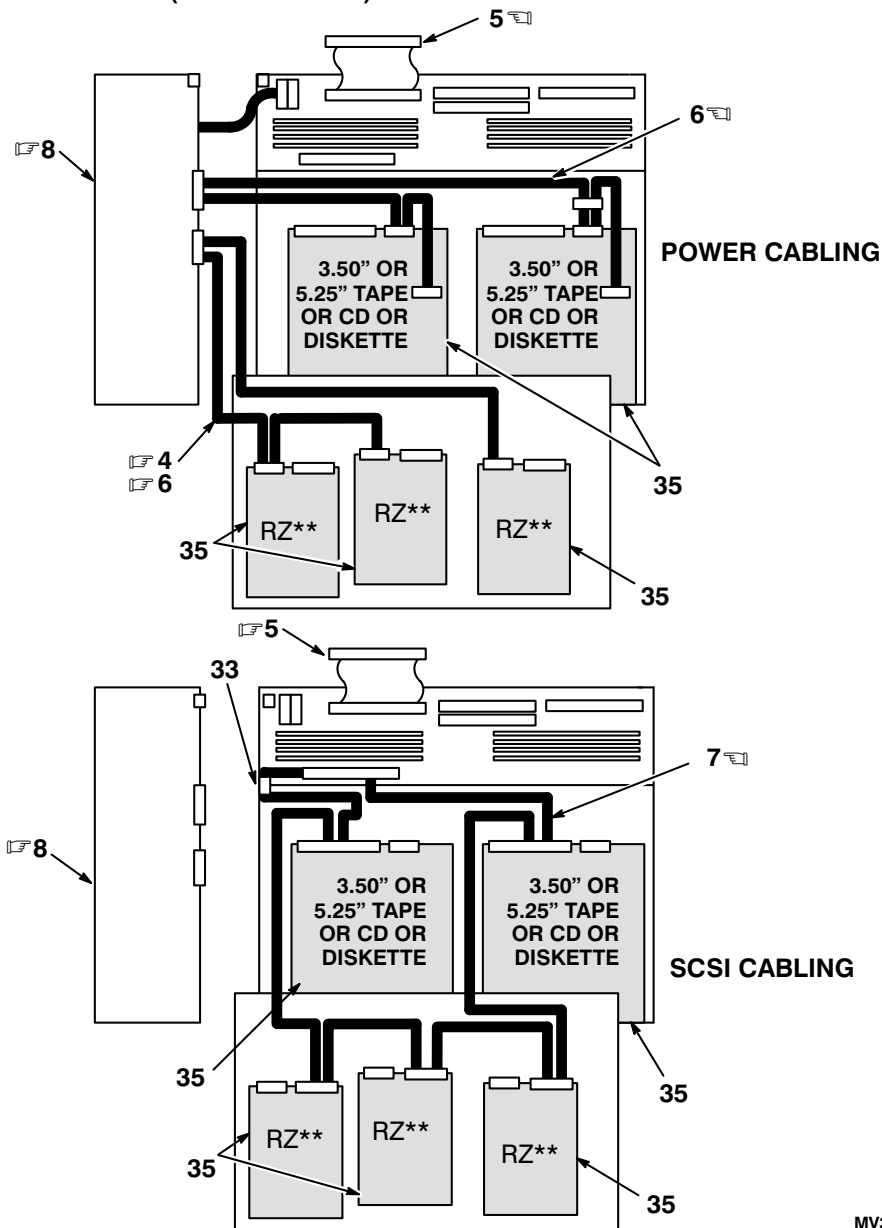 5☜
6☜
☞8
POWER CABLING
3.50” OR
5.25” TAPE
OR CD OR
DISKETTE
3.50” OR
5.25” TAPE
OR CD OR
DISKETTE
☞4
☞6
35
RZ**
RZ**
RZ**
35
35
☞5
33
7☜
☞8
3.50” OR
5.25” TAPE
OR CD OR
DISKETTE
3.50” OR
5.25” TAPE
OR CD OR
DISKETTE
SCSI CABLING
35
35
RZ**
RZ**
RZ**
35
35